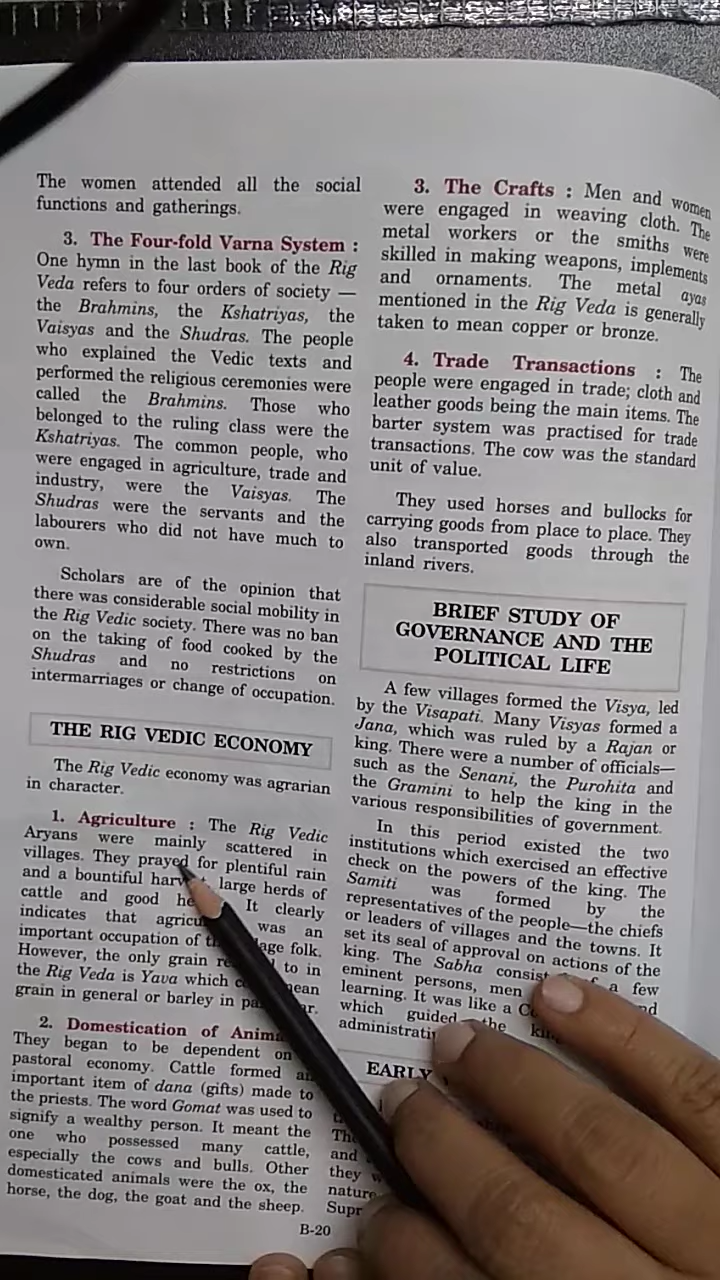 The women attended all the social
functions and gatherings.
3. The Four-fold Varna System :
One hymn in the last book of the Rig
Veda refers to four orders of society —
the Brahmins, the Kshatriyas, the
Vaisyas and the Shudras. The people
who explained the Vedic texts and
performed the religious ceremonies were
called the Brahmins. Those who
belonged to the ruling class were the
Kshatriyas. The common people, who
were engaged in agriculture, trade and
industry, were the Vaisyas. The
Shudras were the servants and the
labourers who did not have much to
own.
Scholars are of the opinion that
there was considerable social mobility in
the Rig Vedic society. There was no ban
on the taking of food cooked by the
Shudras and no restrictions on
intermarriages or change of occupation.
THE RIG VEDIC ECONOMY
The Rig Vedic economy was agrarian
in character.
1. Agriculture : The Rig Vedic
Aryans were mainly scattered in
villages. They prayed for plentiful rain
and a bountiful large herds of
cattle and good It clearly
indicates that was an
important occupation of folk.
However, the only grain to in
the Rig Veda is Yava which
grain in general or barley in
2. Domestication of
They began to be dependent on
pastoral economy. Cattle formed
important item of dana (gifts) made to
the priests. The word Gomat was used to
signify a wealthy person. It meant the
one who possessed many cattle,
especially the cows and bulls. Other
domesticated animals were the ox, the
horse, the dog, the goat and the sheep.
3. The Crafts : Men and women
were engaged in weaving cloth. The
metal workers or the smiths were
skilled in making weapons, implements
and ornaments. The metal ayas
mentioned in the Rig Veda is generally
taken to mean copper or bronze.
4. Trade Transactions : The
people were engaged in trade; cloth and
leather goods being the main items. The
barter system was practised for trade
transactions. The cow was the standard
unit of value.
They used horses and bullocks for
carrying goods from place to place. They
also transported goods through the
inland rivers.
BRIEF STUDY OF
GOVERNANCE AND THE
POLITICAL LIFE
A few villages formed the Visya, led
by the Visapati. Many Visyas formed a
Jana, which was ruled by a Rajan or
king. There were a number of officials—
such as the Senani, the Purohita and
the Gramini to help the king in the
various responsibilities of government.
In this period existed the two
institutions which exercised an effective
check on the powers of the king. The
Samiti was formed by the
representatives of the people—the chiefs
or leaders of villages and the towns. It
set its seal of approval on actions of the
king. The Sabha a few
eminent persons, men
learning. It was like a
which guided the
EARLY
and
they
nature
B-20